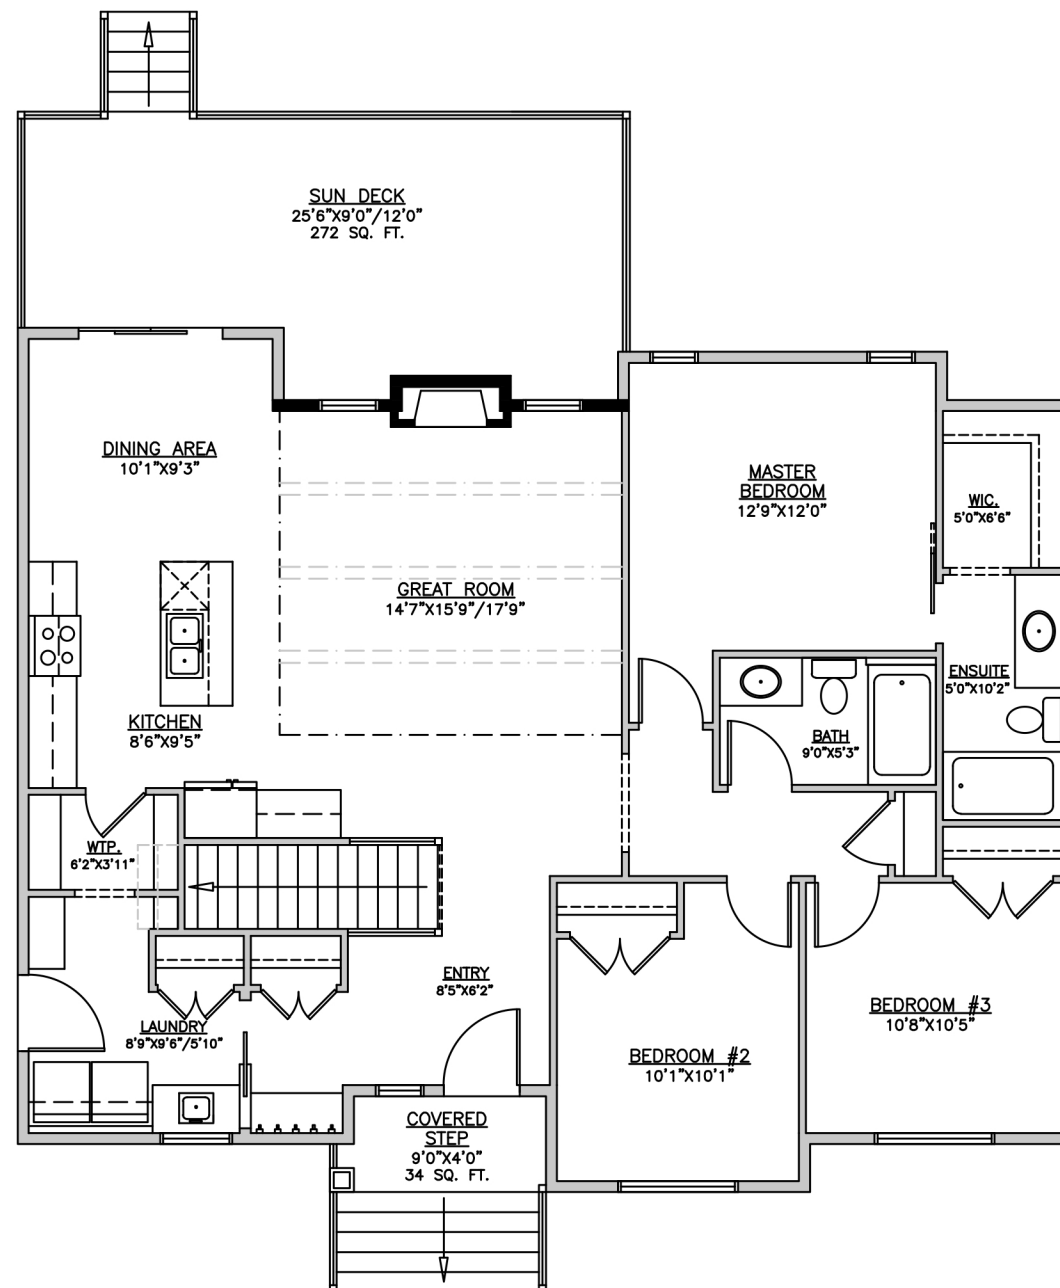 SUN DECK
25'6"X9'0"/12'0"
272 SQ. FT.
DINING AREA
10'1"X9'3"
MASTER
BEDROOM
12'9"X12'0"
WIC.
5'0"X6'6"
GREAT ROOM
14'7"X15'9"/17'9"
ENSUITE
5'0"X10'2"
KITCHEN
8'6"X9'5"
BATH
9'0"X5'3"
WTP.
6'2"X3'11"
ENTRY
8'5"X6'2"
LAUNDRY
8'9"X9'6"/5'10"
BEDROOM #3
10'8"X10'5"
BEDROOM #2
10'1"X10'1"
COVERED
STEP
9'0"X4'0"
34 SQ. FT.